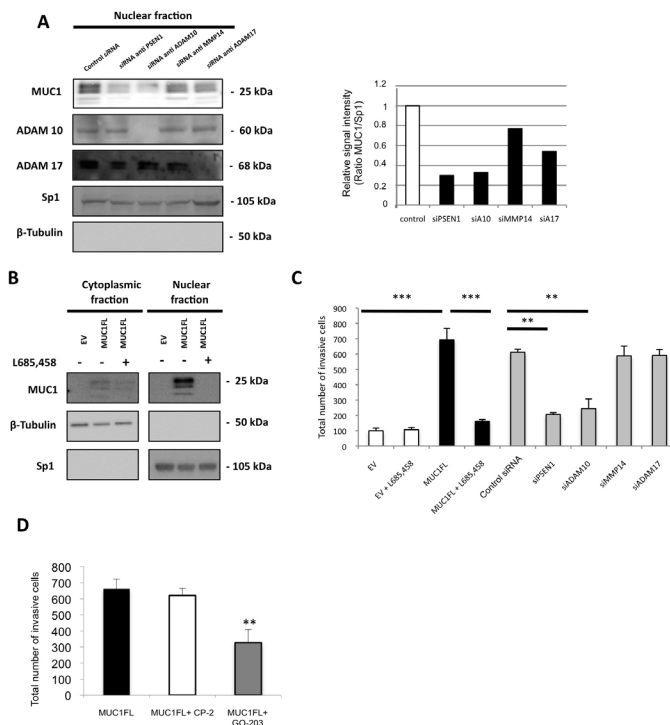 A
Nuclear fraction
Control siRNA
siRNA anti PSEN1
siRNA anti ADAM10
siRNA anti MMP14
siRNA anti ADAM17
MUC1
- 25 kDa
ADAM 10
- 60 kDa
ADAM 17
- 68 kDa
Sp1
- 105 kDa
β-Tubulin
- 50 kDa
Relative signal intensity
(Ratio MUC1/Sp1)
1.2
1
0.8
0.6
0.4
0.2
0
control
siPSEN1
siA10
siMMP14
siA17
B
Cytoplasmic
fraction
Nuclear
fraction
EV
MUC1FL
MUC1FL
EV
MUC1FL
MUC1FL
L685,458
- - + - - +
MUC1
- 25 kDa
β-Tubulin
- 50 kDa
Sp1
- 105 kDa
C
Total number of invasive cells
900
800
700
600
500
400
300
200
100
0
***
***
**
**
EV
EV + L685,458
MUC1FL
MUC1FL + L685,458
Control siRNA
siPSEN1
siADAM10
siMMP14
siADAM17
D
Total number of invasive cells
800
700
600
500
400
300
200
100
0
**
MUC1FL
MUC1FL+ CP-2
MUC1FL+
GO-203